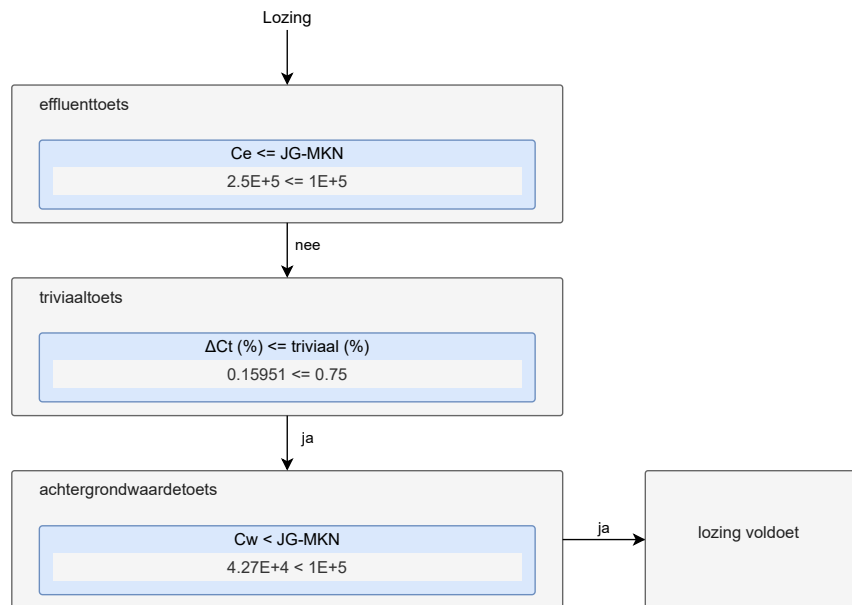 Lozing
effluenttoets
Ce <= JG-MKN
2.5E+5 <= 1E+5
nee
triviaaltoets
ΔCt (%) <= triviaal (%)
0.15951 <= 0.75
ja
achtergrondwaardetoets
Cw < JG-MKN
4.27E+4 < 1E+5
ja
lozing voldoet